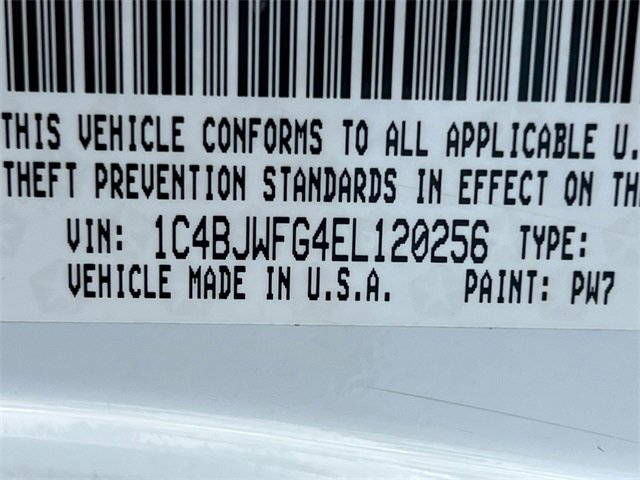 THIS VEHICLE CONFORMS TO ALL APPLICABLE U.
THEFT PREVENTION STANDARDS IN EFFECT ON
VIN: 1C4BJWFG4EL120256 TYPE:
VEHICLE MADE IN U.S.A. PAINT: PW7